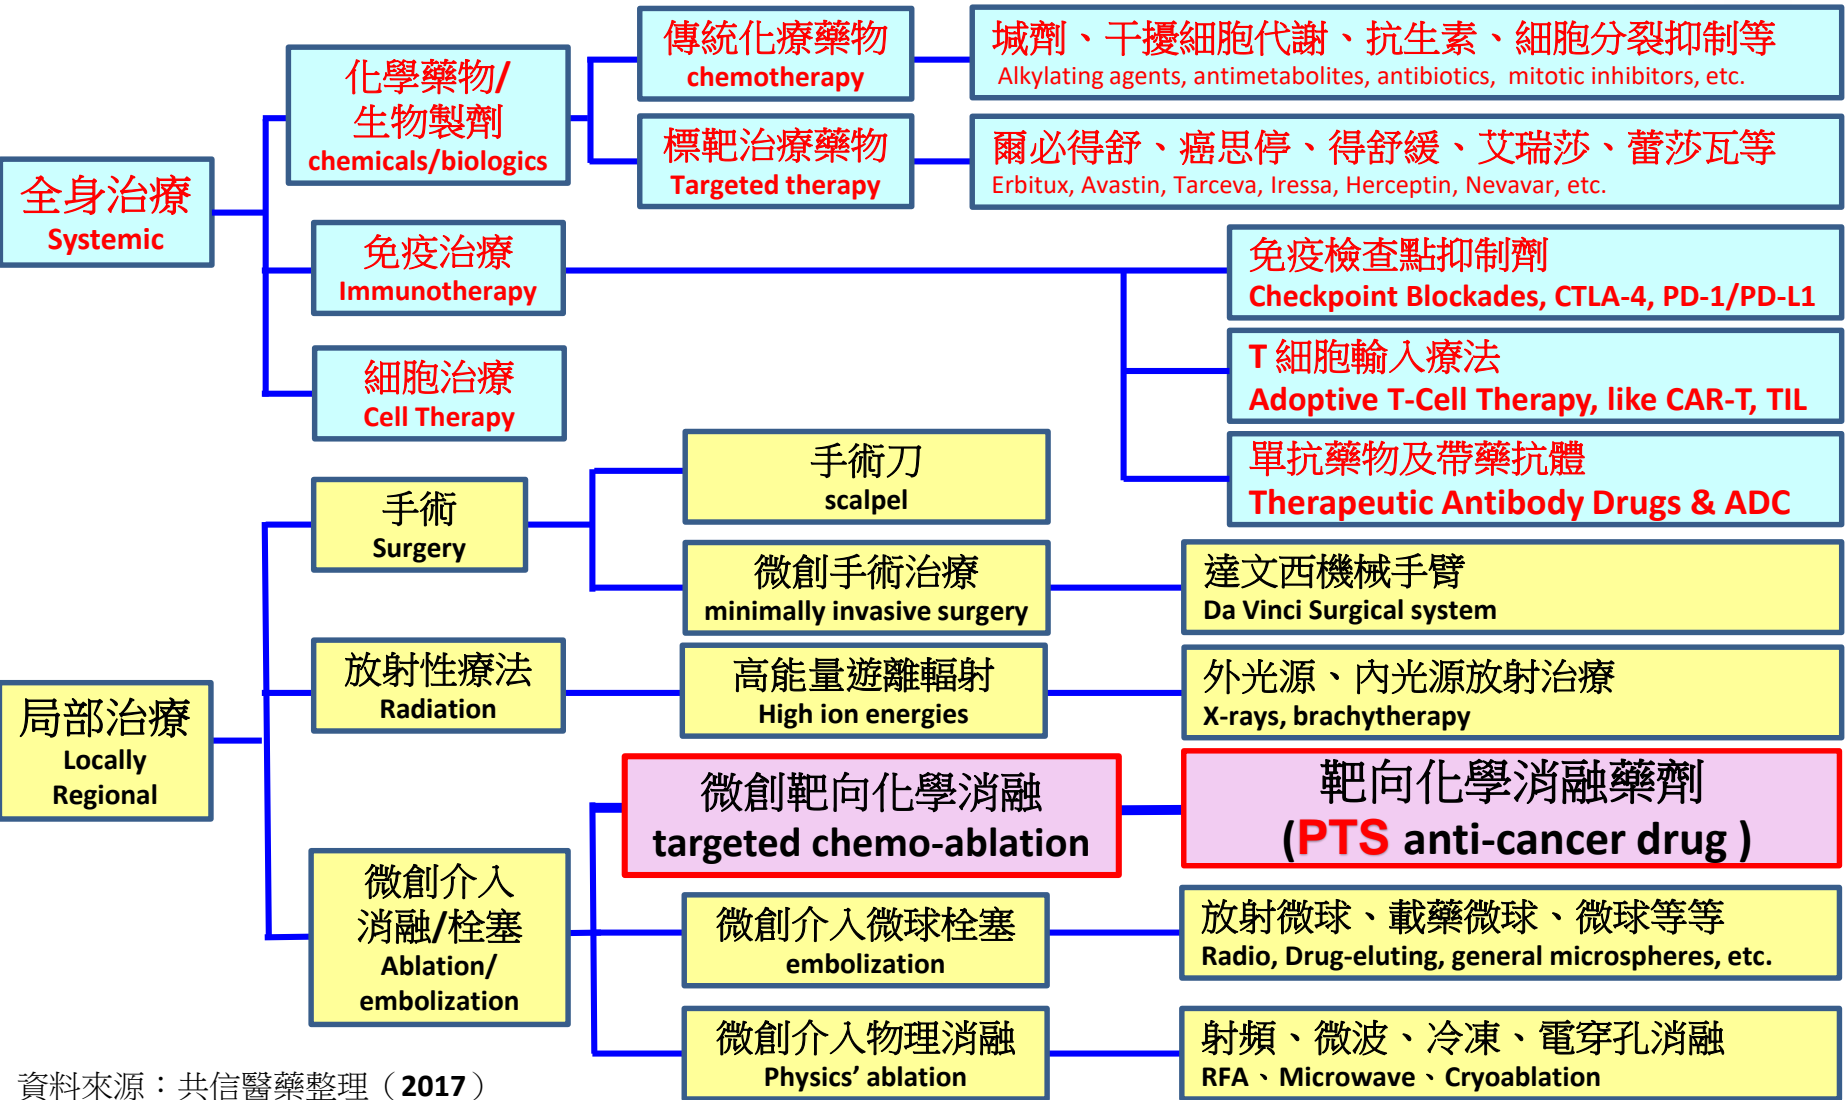 傳統化療藥物
chemotherapy
堿劑、干擾細胞代謝、抗生素、細胞分裂抑制等
Alkylating agents, antimetabolites, antibiotics, mitotic inhibitors, etc.
化學藥物/
生物製劑
chemicals/biologics
標靶治療藥物
Targeted therapy
爾必得舒、癌思停、得舒緩、艾瑞莎、蕾莎瓦等
Erbitux, Avastin, Tarceva, Iressa, Herceptin, Nevavar, etc.
全身治療
Systemic
免疫治療
Immunotherapy
免疫檢查點抑制劑
Checkpoint Blockades, CTLA-4, PD-1/PD-L1
T 細胞輸入療法
Adoptive T-Cell Therapy, like CAR-T, TIL
細胞治療
Cell Therapy
單抗藥物及帶藥抗體
Therapeutic Antibody Drugs & ADC
手術
Surgery
手術刀
scalpel
微創手術治療
minimally invasive surgery
達文西機械手臂
Da Vinci Surgical system
放射性療法
Radiation
高能量遊離輻射
High ion energies
外光源、內光源放射治療
X-rays, brachytherapy
局部治療
Locally
Regional
微創靶向化學消融
targeted chemo-ablation
靶向化學消融藥劑
(PTS anti-cancer drug )
微創介入
消融/栓塞
Ablation/
embolization
微創介入微球栓塞
embolization
放射微球、載藥微球、微球等等
Radio, Drug-eluting, general microspheres, etc.
微創介入物理消融
Physics’ ablation
射頻、微波、冷凍、電穿孔消融
RFA、Microwave、Cryoablation
資料來源：共信醫藥整理（2017）